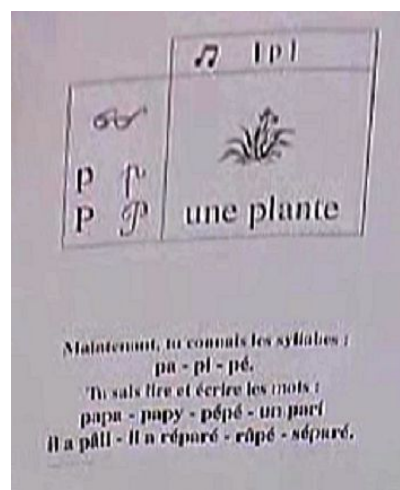 [p]
p p
P P
une plante
Maintenant, tu connais les syllabes :
pa - pi - pé.
Tu sais lire et écrire les mots :
papa - papy - pépé - un pari
il a pâli - il a réparé - râpé - séparé.